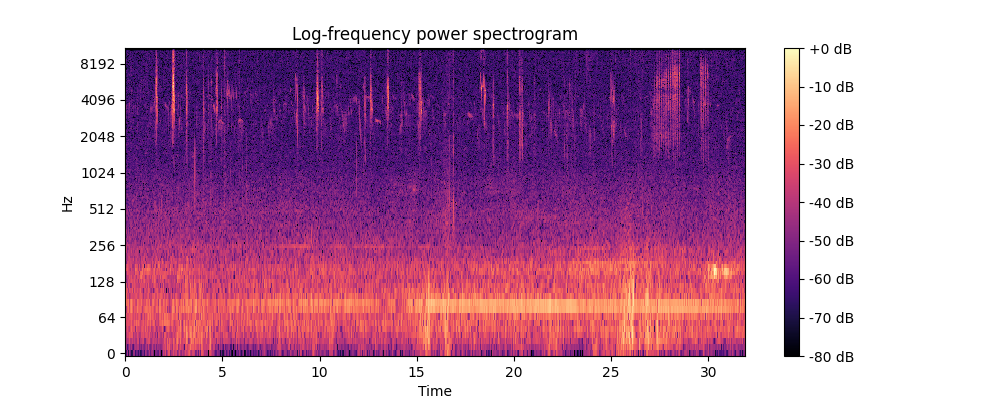 Log-frequency power spectrogram
Hz
8192
4096
2048
1024
512
256
128
64
0
0 5 10 15 20 25 30
Time
+0 dB
-10 dB
-20 dB
-30 dB
-40 dB
-50 dB
-60 dB
-70 dB
-80 dB